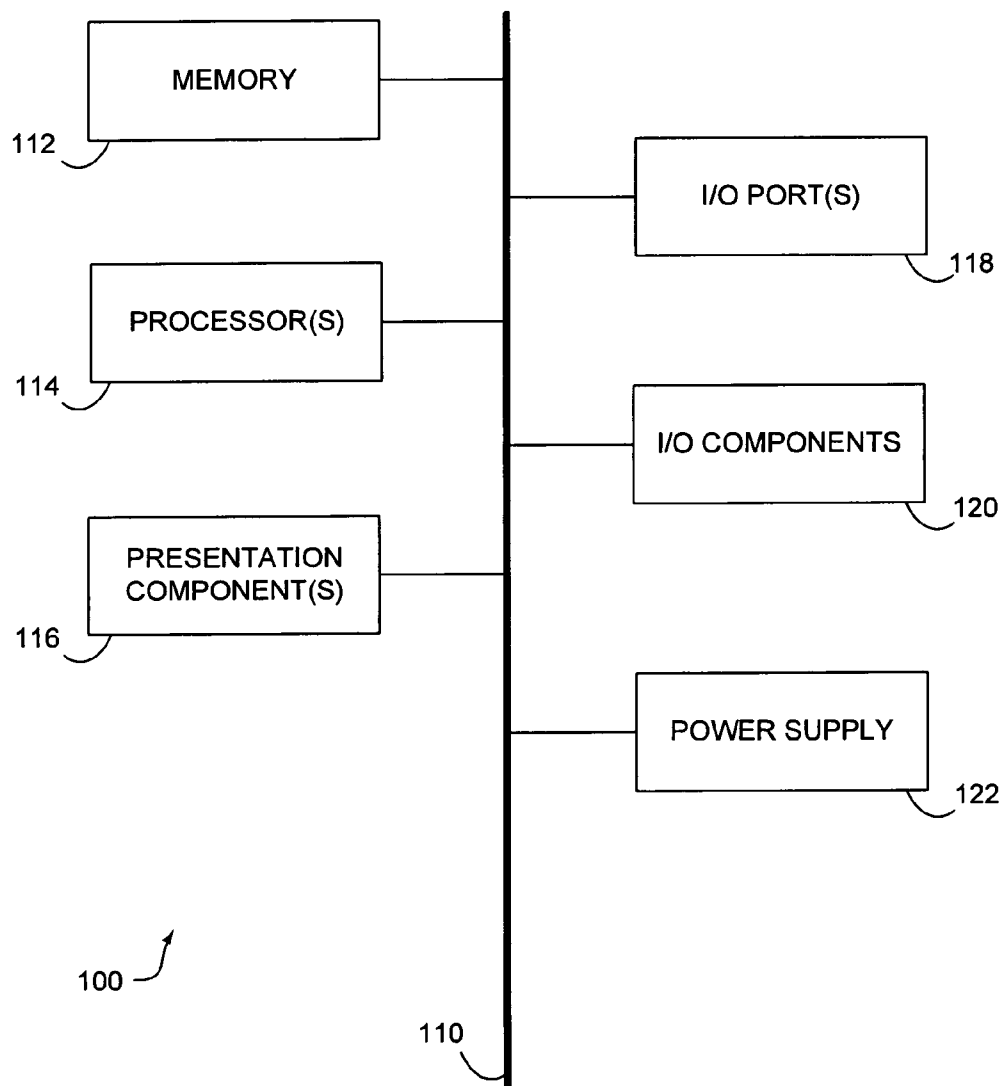 MEMORY
112
I/O PORT(S)
118
PROCESSOR(S)
114
I/O COMPONENTS
120
PRESENTATION
COMPONENT(S)
116
POWER SUPPLY
122
100
110